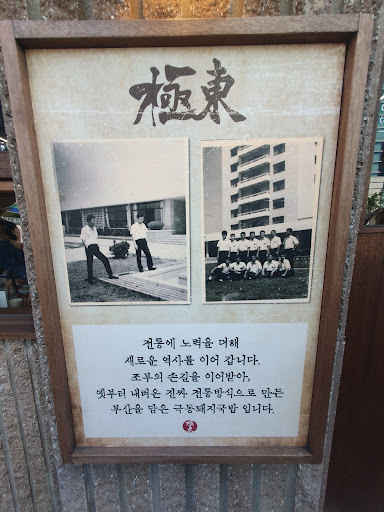 極東
전통에 노력을 더해
새로운 역사를 이어 갑니다.
조부의 손길을 이어받아,
옛부터 내려온 진짜 전통방식으로 만든
부산을 담은 극동돼지국밥 입니다.